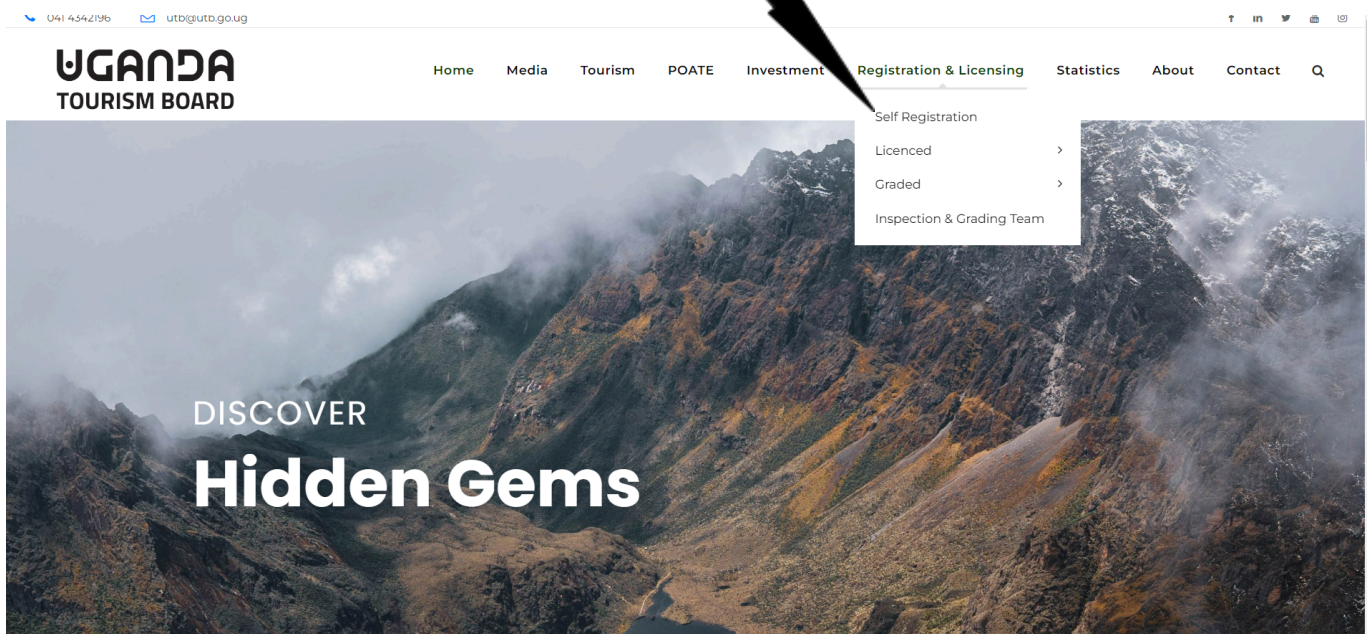 041 4342196 utb@utb.go.ug
UGANDA
TOURISM BOARD
Home Media Tourism POATE Investment Registration & Licensing Statistics About Contact
Self Registration
Licenced
Graded
Inspection & Grading Team
DISCOVER
Hidden Gems